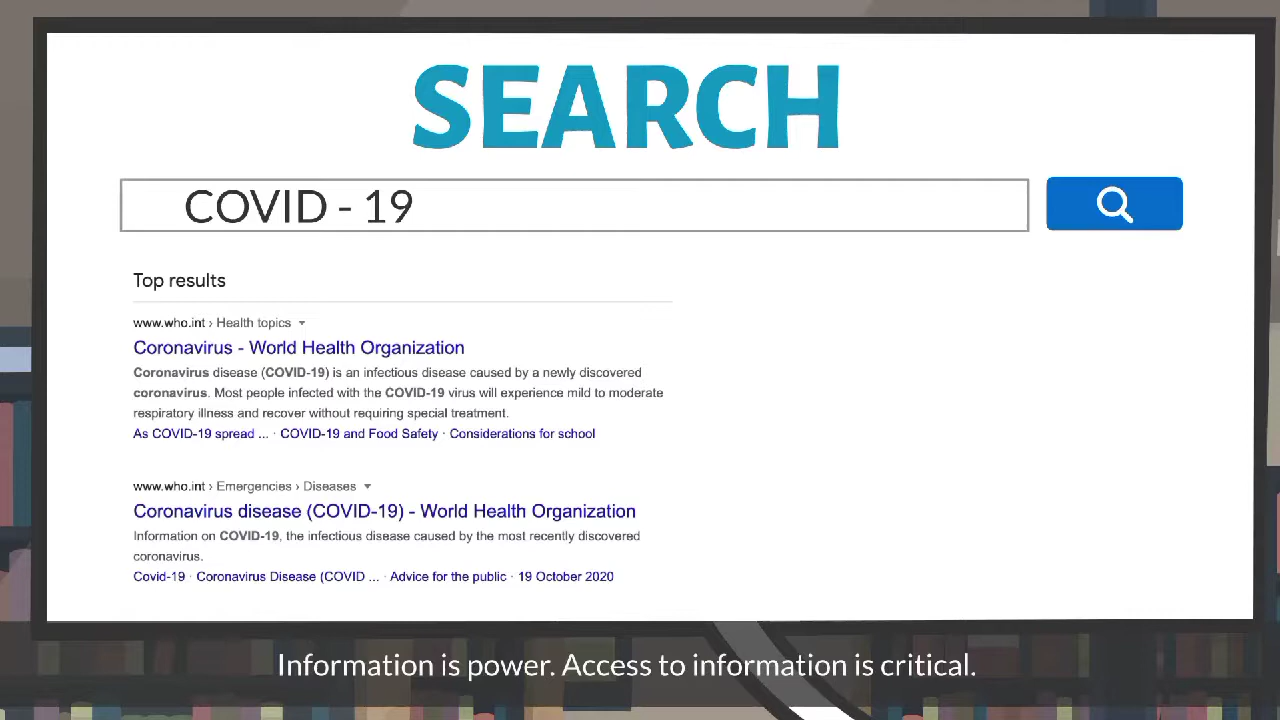 SEARCH
COVID - 19
Top results
www.who.int › Health topics
Coronavirus - World Health Organization
Coronavirus disease (COVID-19) is an infectious disease caused by a newly discovered
coronavirus. Most people infected with the COVID-19 virus will experience mild to moderate
respiratory illness and recover without requiring special treatment.
As COVID-19 spread ... · COVID-19 and Food Safety · Considerations for school
www.who.int › Emergencies › Diseases
Coronavirus disease (COVID-19) - World Health Organization
Information on COVID-19, the infectious disease caused by the most recently discovered
coronavirus.
Covid-19 · Coronavirus Disease (COVID ... · Advice for the public · 19 October 2020
Information is power. Access to information is critical.